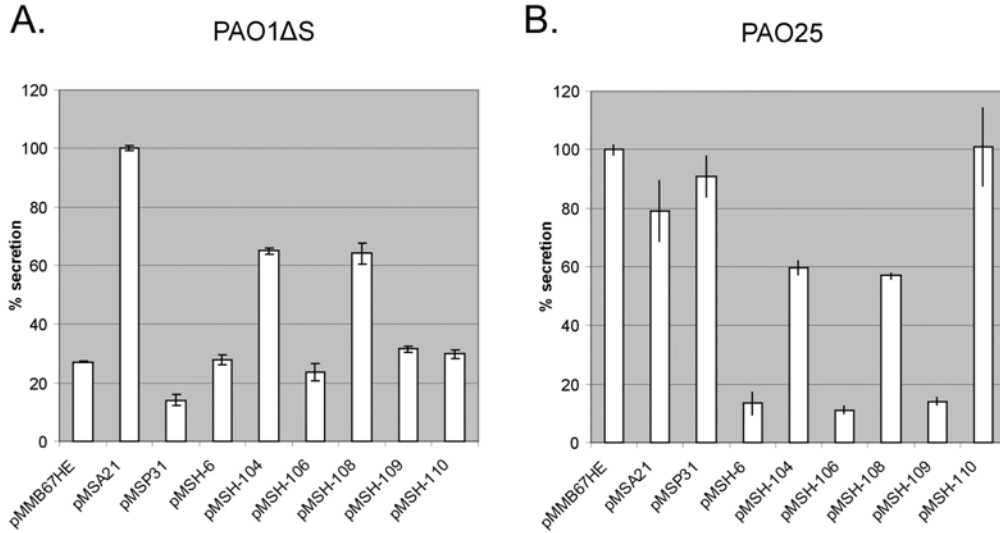 A.
PAO1ΔS
120
100
80
60
40
20
0
% secretion
pMMB67HE
pMSA21
pMSP31
pMSH-6
pMSH-104
pMSH-106
pMSH-108
pMSH-109
pMSH-110
B.
PAO25
120
100
80
60
40
20
0
% secretion
pMMB67HE
pMSA21
pMSP31
pMSH-6
pMSH-104
pMSH-106
pMSH-108
pMSH-109
pMSH-110